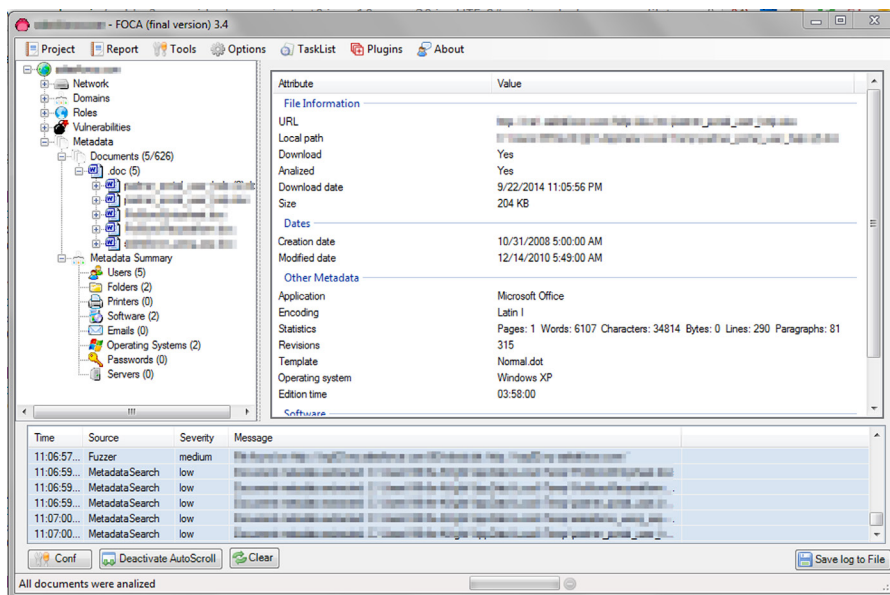 - FOCA (final version) 3.4
Project Report Tools Options TaskList Plugins About
Network
Domains
Roles
Vulnerabilities
Metadata
Documents (5/626)
.doc (5)
Metadata Summary
Users (5)
Folders (2)
Printers (0)
Software (2)
Emails (0)
Operating Systems (2)
Passwords (0)
Servers (0)
Attribute Value
File Information
URL
Local path
Download Yes
Analized Yes
Download date 9/22/2014 11:05:56 PM
Size 204 KB
Dates
Creation date 10/31/2008 5:00:00 AM
Modified date 12/14/2010 5:49:00 AM
Other Metadata
Application Microsoft Office
Encoding Latin I
Statistics Pages: 1 Words: 6107 Characters: 34814 Bytes: 0 Lines: 290 Paragraphs: 81
Revisions 315
Template Normal.dot
Operating system Windows XP
Edition time 03:58:00
Software
Time Source Severity Message
11:06:57... Fuzzer medium
11:06:59... MetadataSearch low
11:06:59... MetadataSearch low
11:06:59... MetadataSearch low
11:07:00... MetadataSearch low
11:07:00... MetadataSearch low
Conf Deactivate AutoScroll Clear Save log to File
All documents were analized